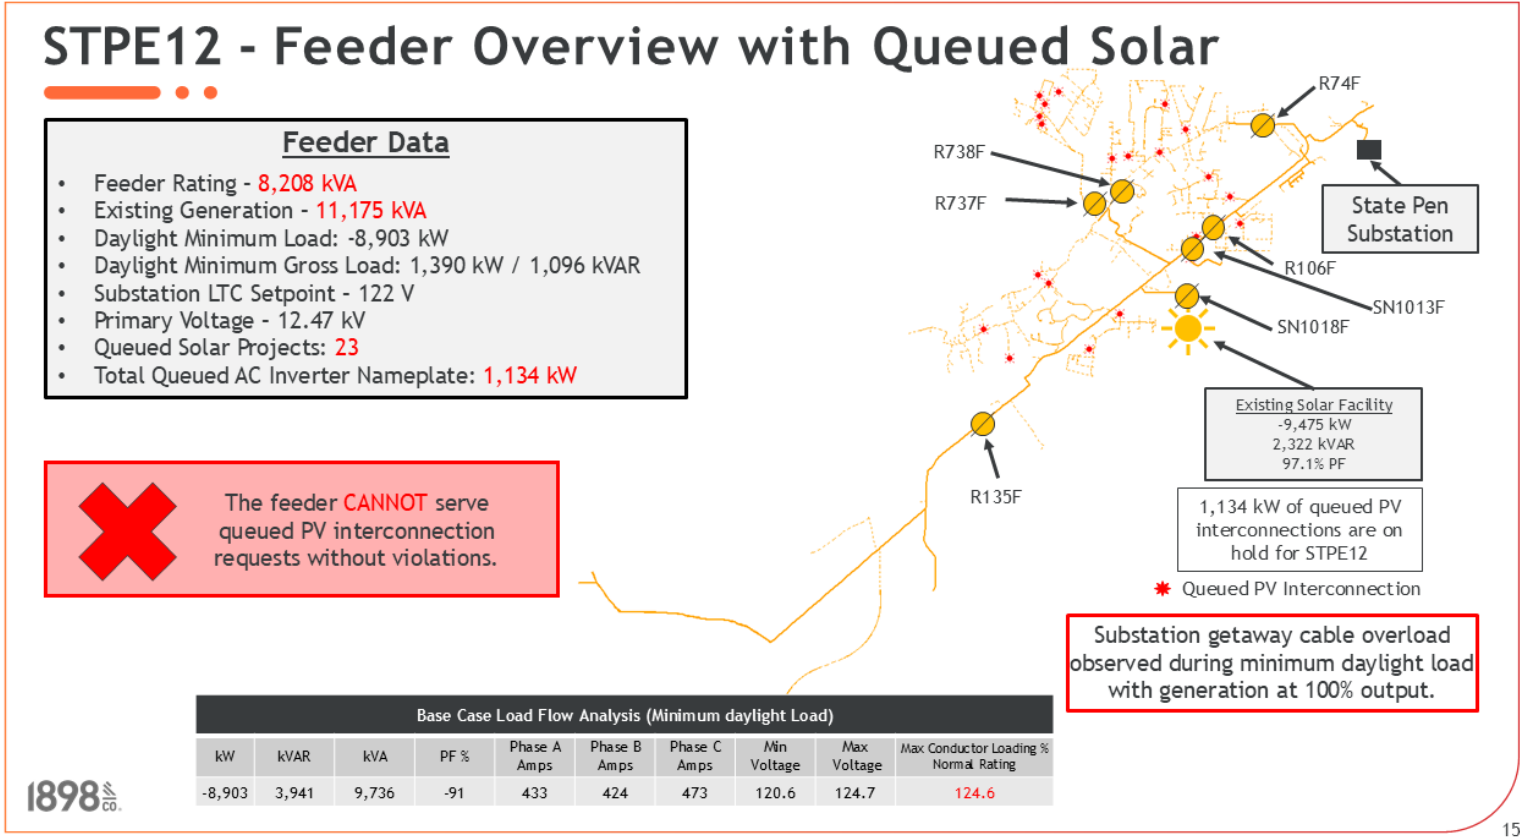 STPE12 - Feeder Overview with Queued Solar
Feeder Data
• Feeder Rating – 8,208 kVA
• Existing Generation – 11,175 kVA
• Daylight Minimum Load: -8,903 kW
• Daylight Minimum Gross Load: 1,390 kW / 1,096 kVAR
• Substation LTC Setpoint – 122 V
• Primary Voltage – 12.47 kV
• Queued Solar Projects: 23
• Total Queued AC Inverter Nameplate: 1,134 kW
The feeder CANNOT serve
queued PV interconnection
requests without violations.
R74F
R738F
R737F
State Pen
Substation
R106F
SN1013F
SN1018F
R135F
Existing Solar Facility
-9,475 kW
2,322 kVAR
97.1% PF
1,134 kW of queued PV
interconnections are on
hold for STPE12
Queued PV Interconnection
Substation getaway cable overload
observed during minimum daylight load
with generation at 100% output.
Base Case Load Flow Analysis (Minimum daylight Load)
kW kVAR kVA PF % Phase A Amps Phase B Amps Phase C Amps Min Voltage Max Voltage Max Conductor Loading % Normal Rating
-8,903 3,941 9,736 -91 433 424 473 120.6 124.7 124.6
1898 & CO.
15